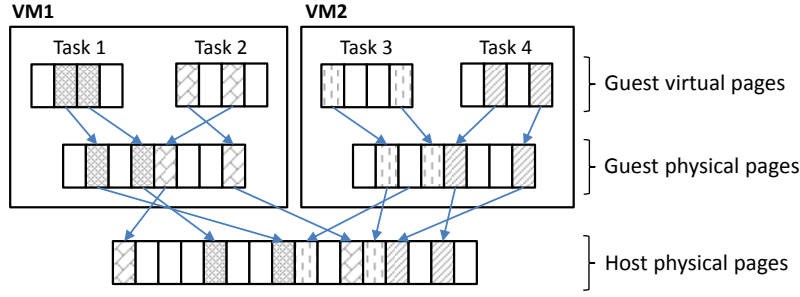 VM1
VM2
Task 1
Task 2
Task 3
Task 4
Guest virtual pages
Guest physical pages
Host physical pages